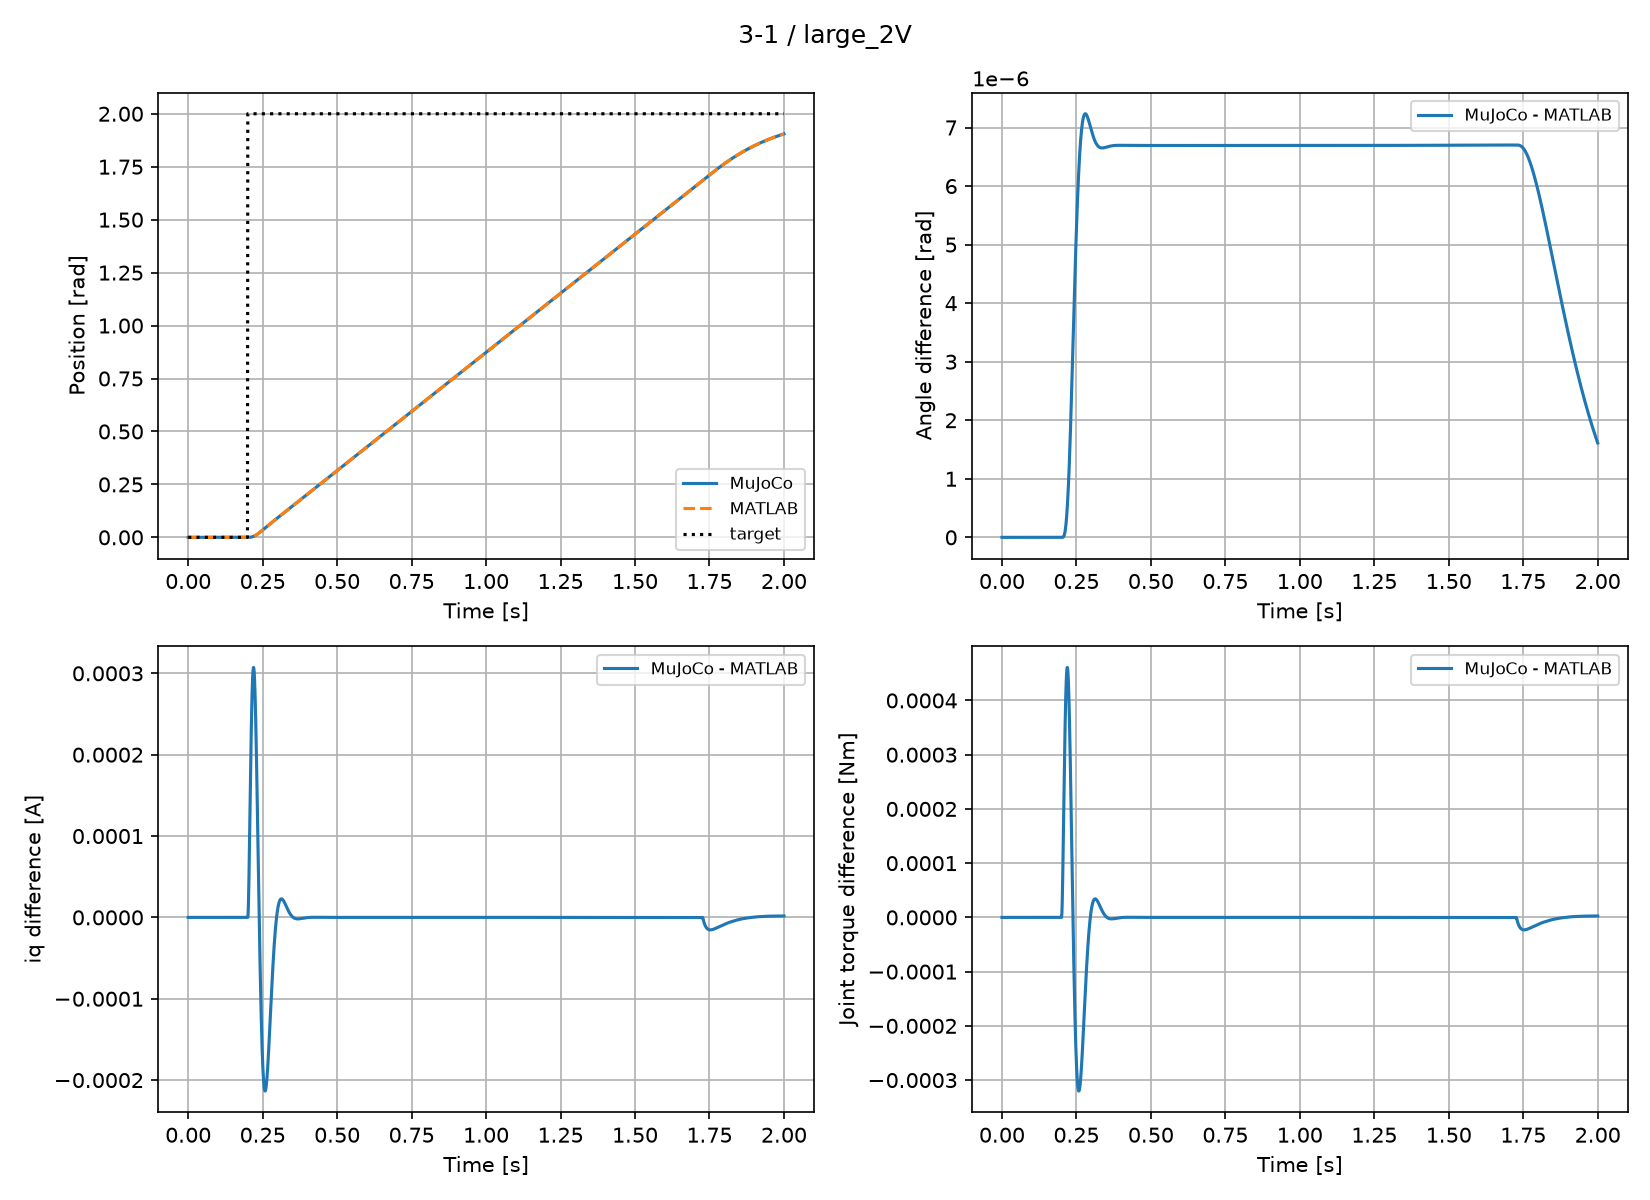 3-1 / large_2V
Position [rad]
2.00
1.75
1.50
1.25
1.00
0.75
0.50
0.25
0.00
MuJoCo
MATLAB
target
0.00 0.25 0.50 0.75 1.00 1.25 1.50 1.75 2.00
Time [s]
1e−6
Angle difference [rad]
7
6
5
4
3
2
1
0
MuJoCo - MATLAB
0.00 0.25 0.50 0.75 1.00 1.25 1.50 1.75 2.00
Time [s]
iq difference [A]
0.0003
0.0002
0.0001
0.0000
−0.0001
−0.0002
MuJoCo - MATLAB
0.00 0.25 0.50 0.75 1.00 1.25 1.50 1.75 2.00
Time [s]
Joint torque difference [Nm]
0.0004
0.0003
0.0002
0.0001
0.0000
−0.0001
−0.0002
−0.0003
MuJoCo - MATLAB
0.00 0.25 0.50 0.75 1.00 1.25 1.50 1.75 2.00
Time [s]